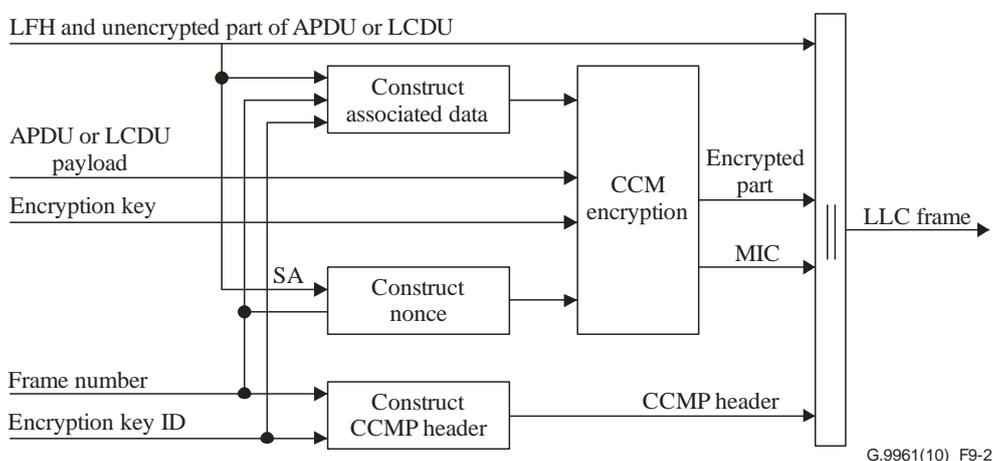 LFH and unencrypted part of APDU or LCDU
Construct
associated data
APDU or LCDU
payload
Encryption key
CCM
encryption
Encrypted
part
MIC
||
LLC frame
SA
Construct
nonce
Frame number
Encryption key ID
Construct
CCMP header
CCMP header
G.9961(10)_F9-2